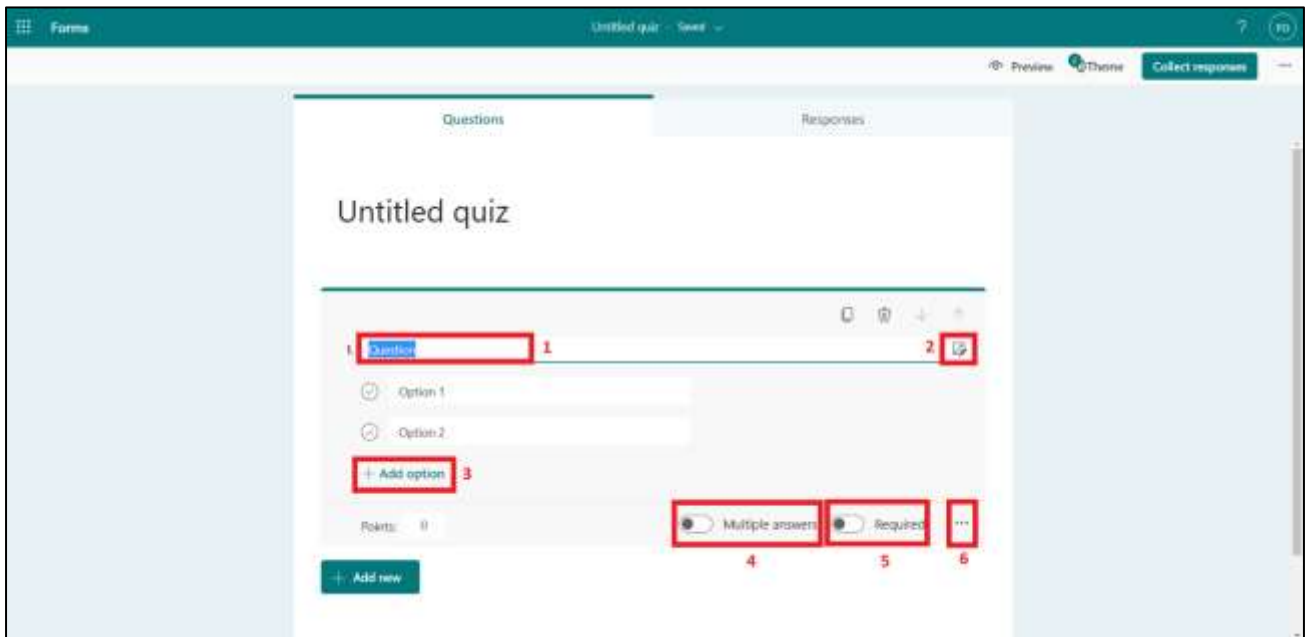 Forms
Untitled quiz - Saved
?
FO
Preview
Theme
Collect responses
...
Questions
Responses
Untitled quiz
1. Question 1
2
Option 1
Option 2
+ Add option 3
Points: 0
Multiple answers
Required
...
4
5
6
+ Add new